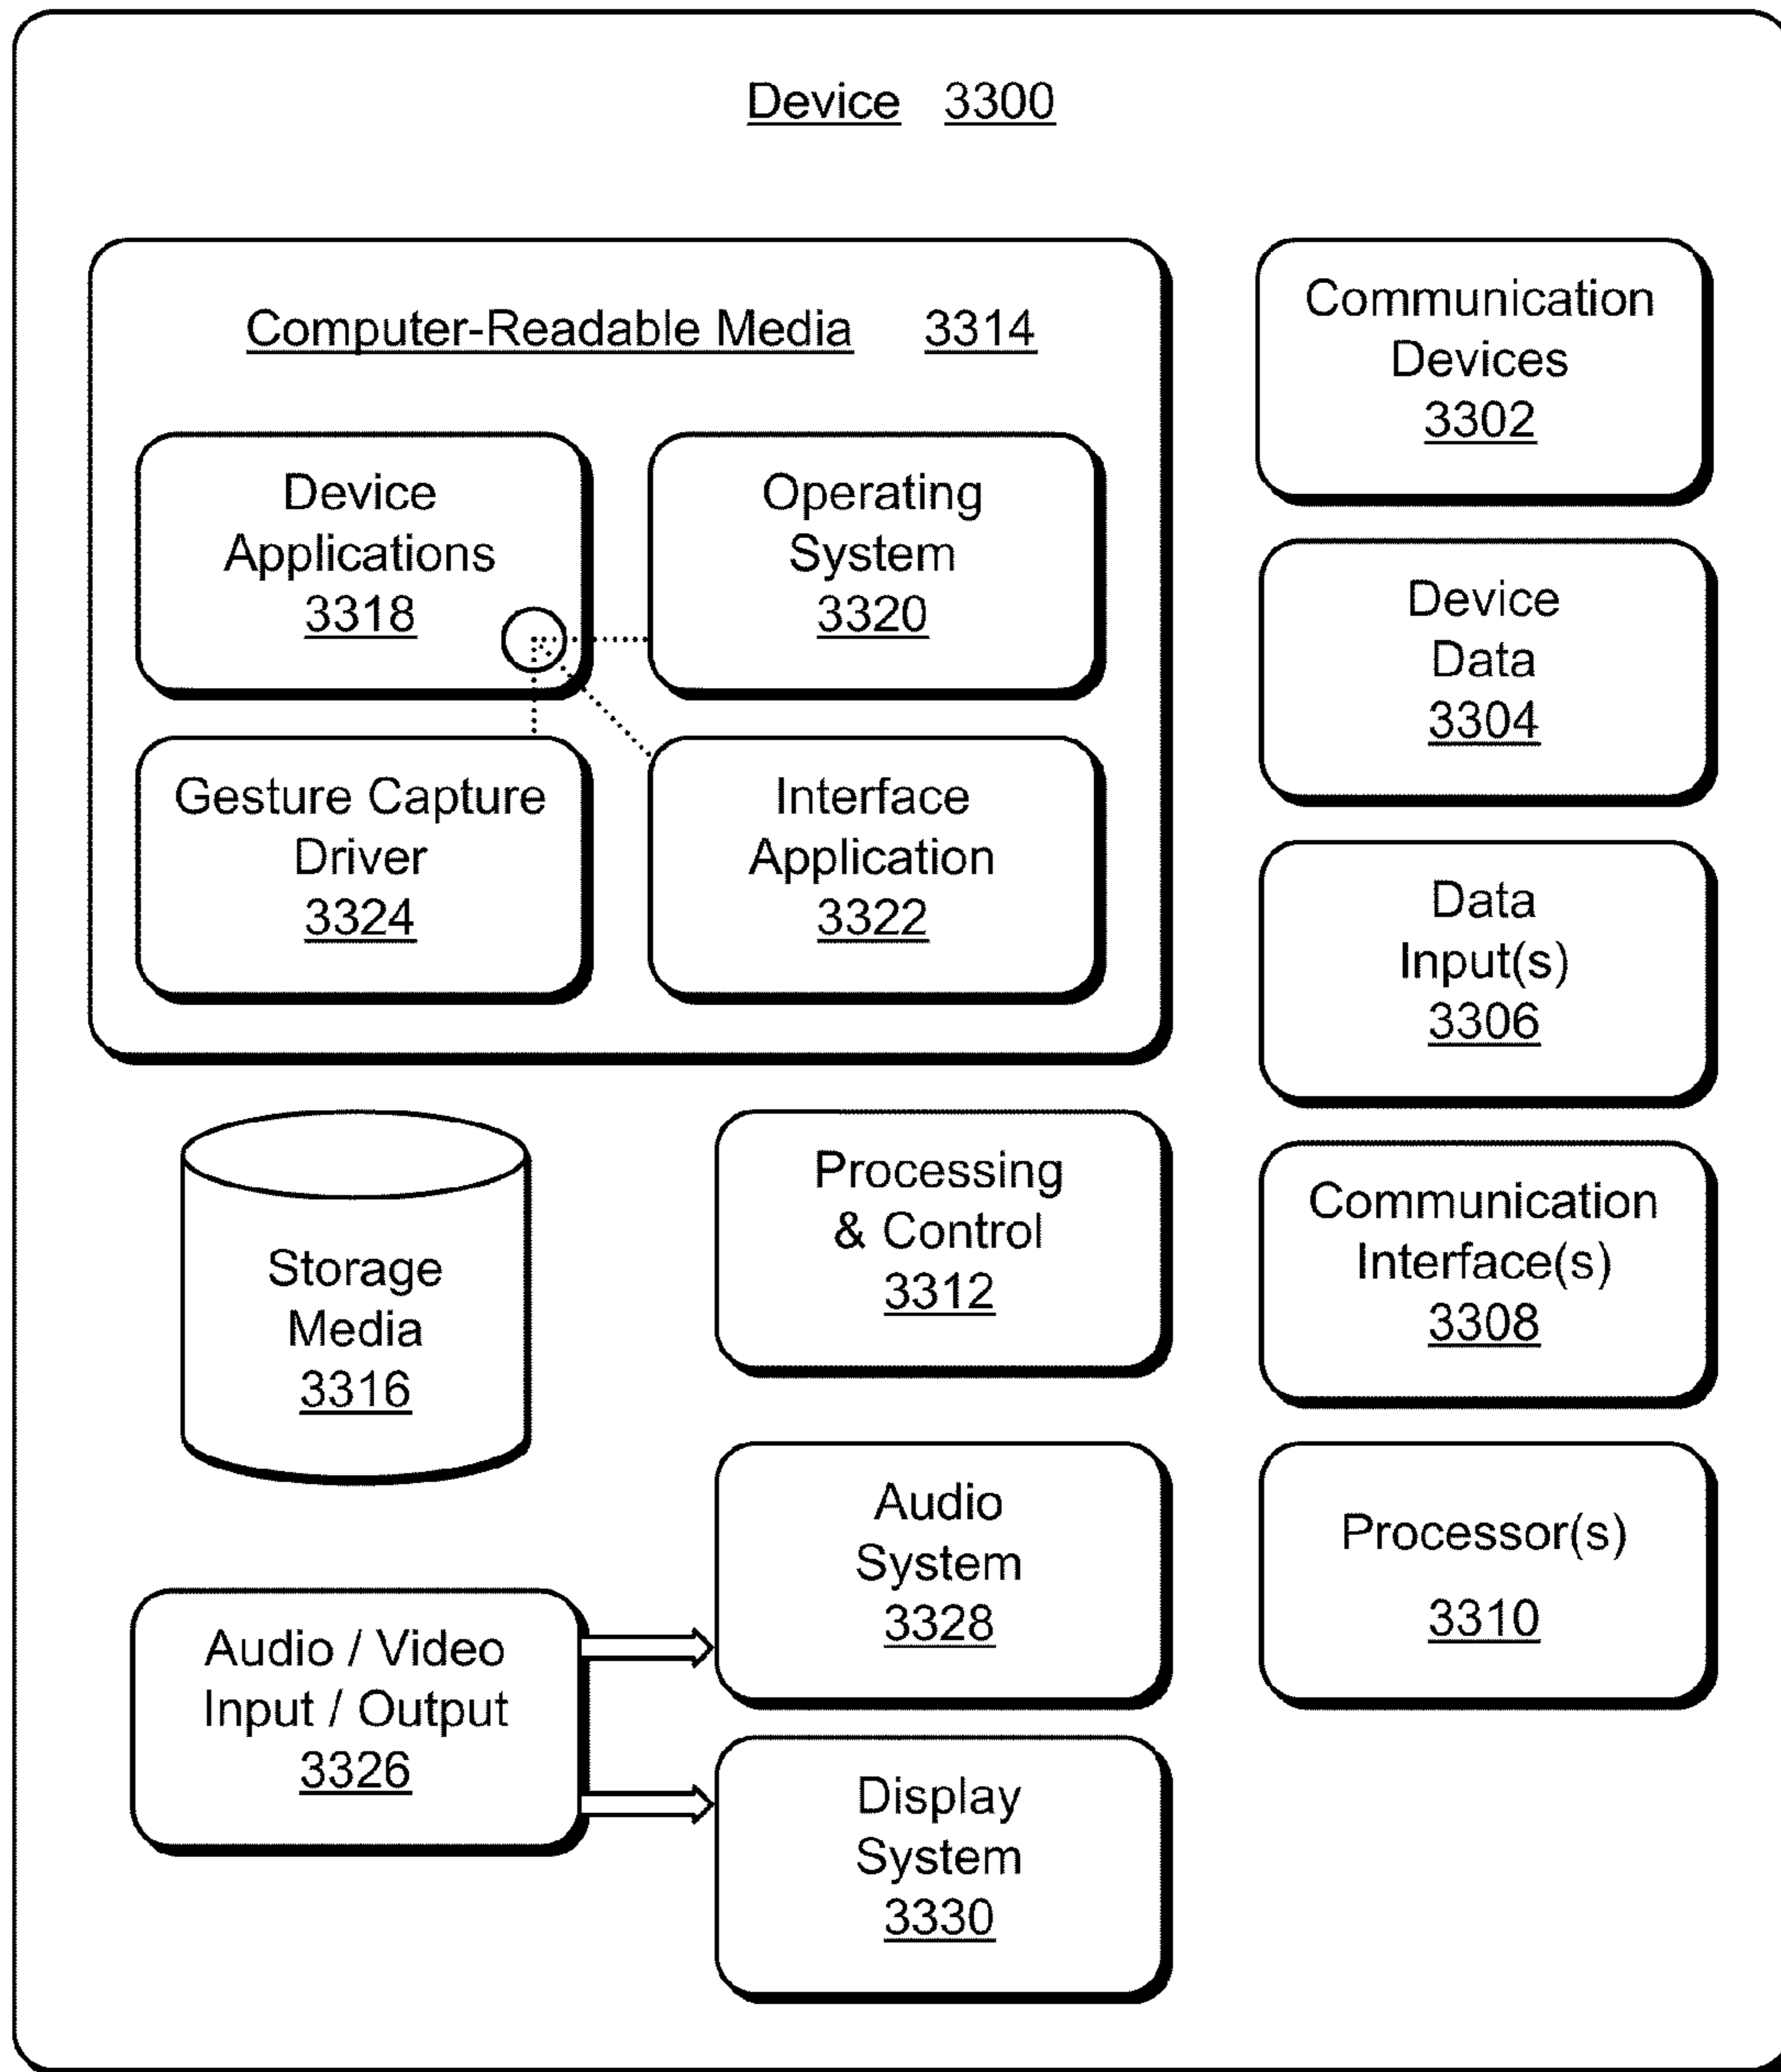 Device 3300
Computer-Readable Media 3314
Device
Applications
3318
Operating
System
3320
Gesture Capture
Driver
3324
Interface
Application
3322
Communication
Devices
3302
Device
Data
3304
Data
Input(s)
3306
Communication
Interface(s)
3308
Processor(s)
3310
Storage
Media
3316
Processing
& Control
3312
Audio / Video
Input / Output
3326
Audio
System
3328
Display
System
3330